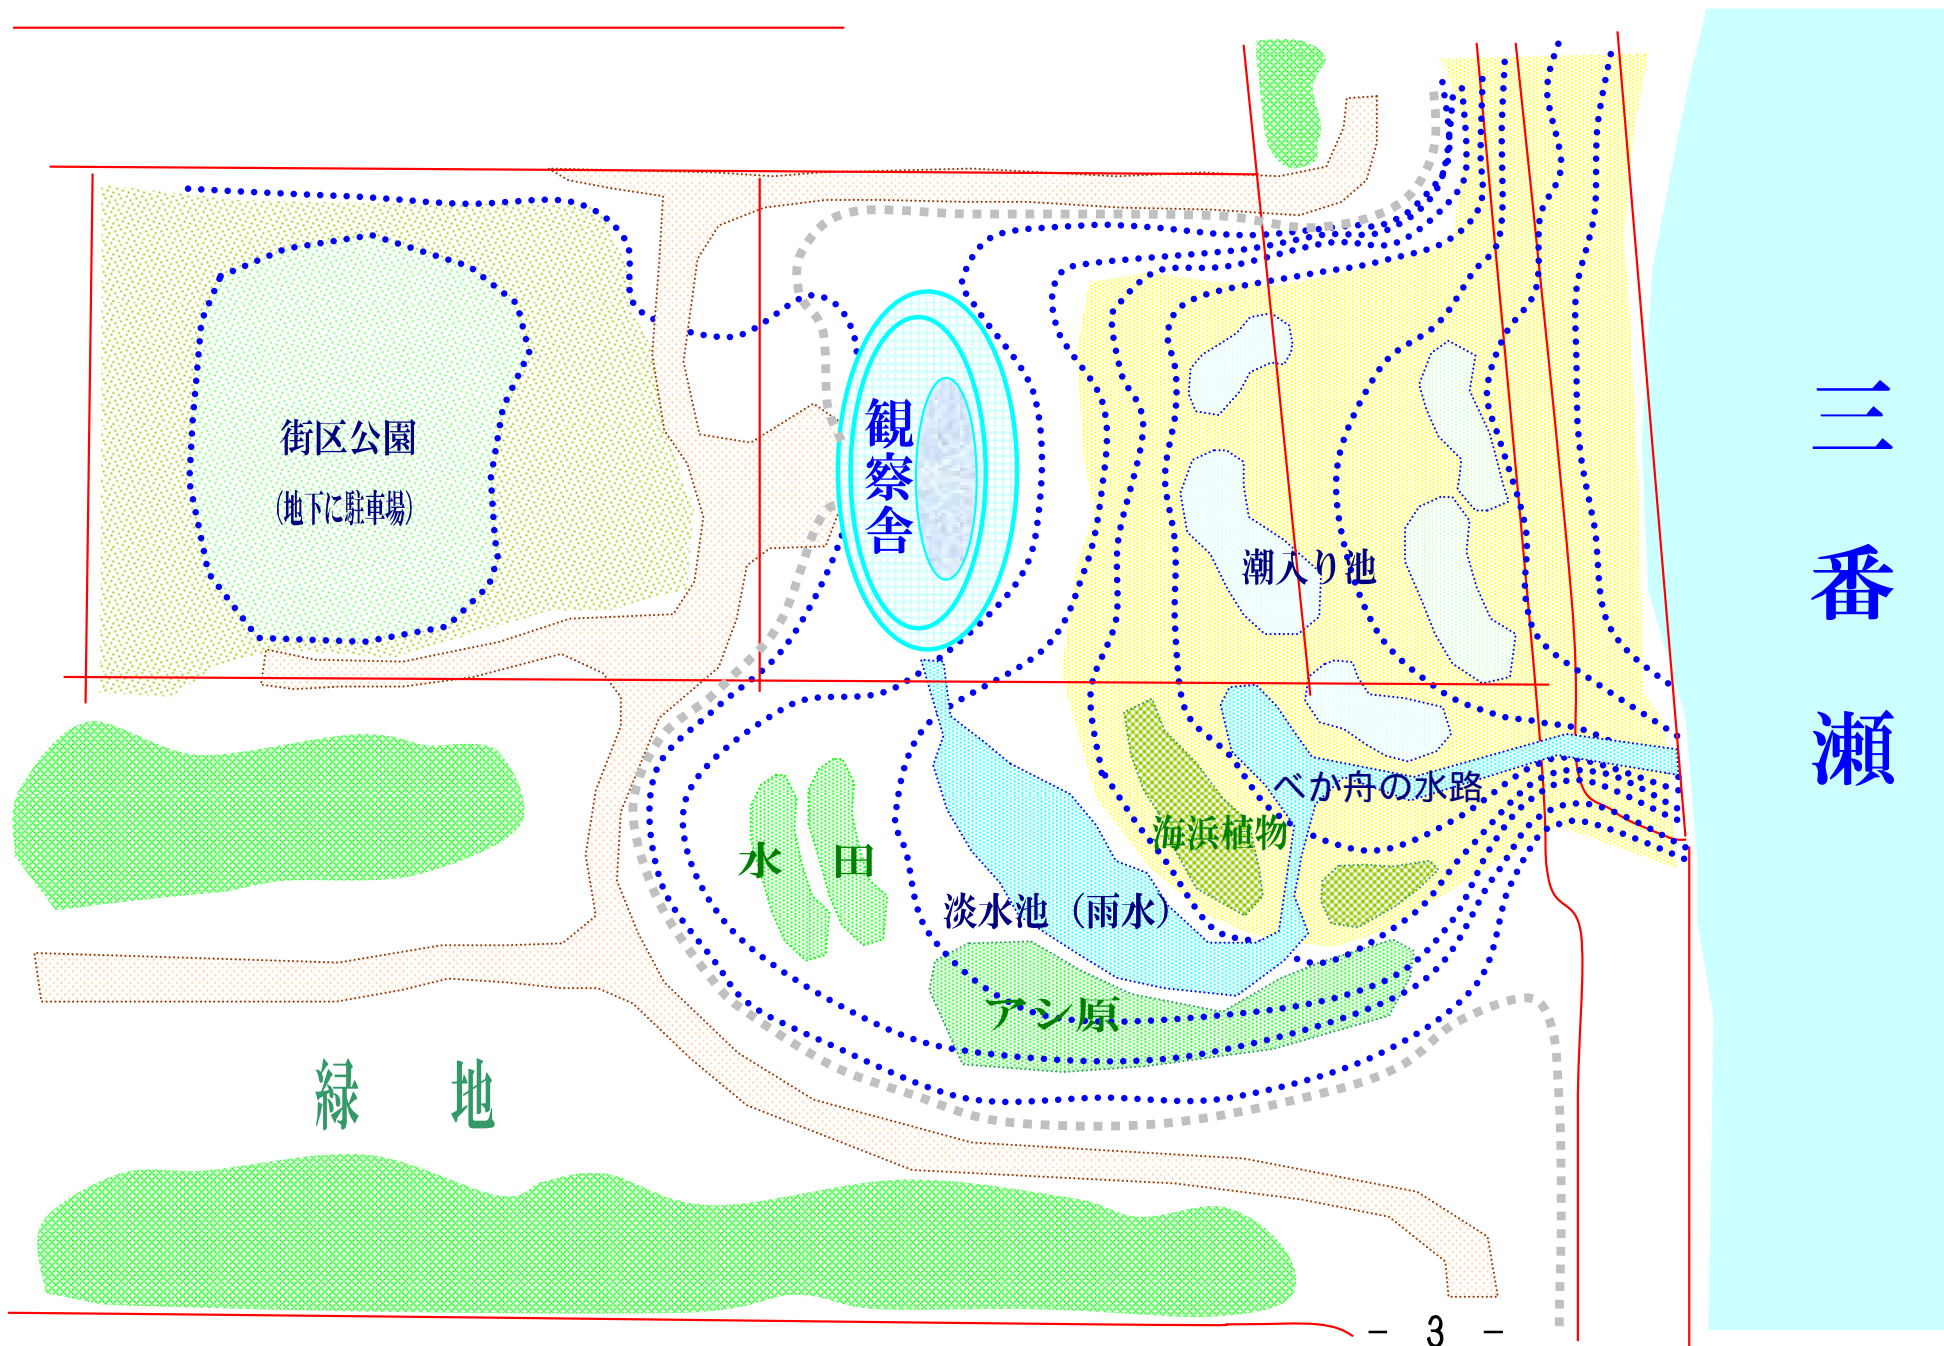 街区公園
(地下に駐車場)
観察舎
潮入り池
三番瀬
べか舟の水路
海浜植物
水 田
淡水池（雨水）
アシ原
緑 地
- 3 -